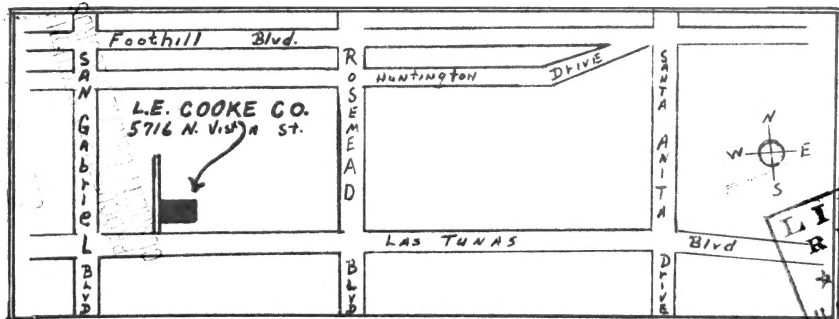 Foothill Blvd.
SAN GabrieL BLVD
ROSEMEAD BLVD
HUNTINGTON DRIVE
SANTA ANITA DRIVE
L.E. COOKE CO.
5716 N. Vista St.
N
W
E
S
LAS TUNAS Blvd
LI
R